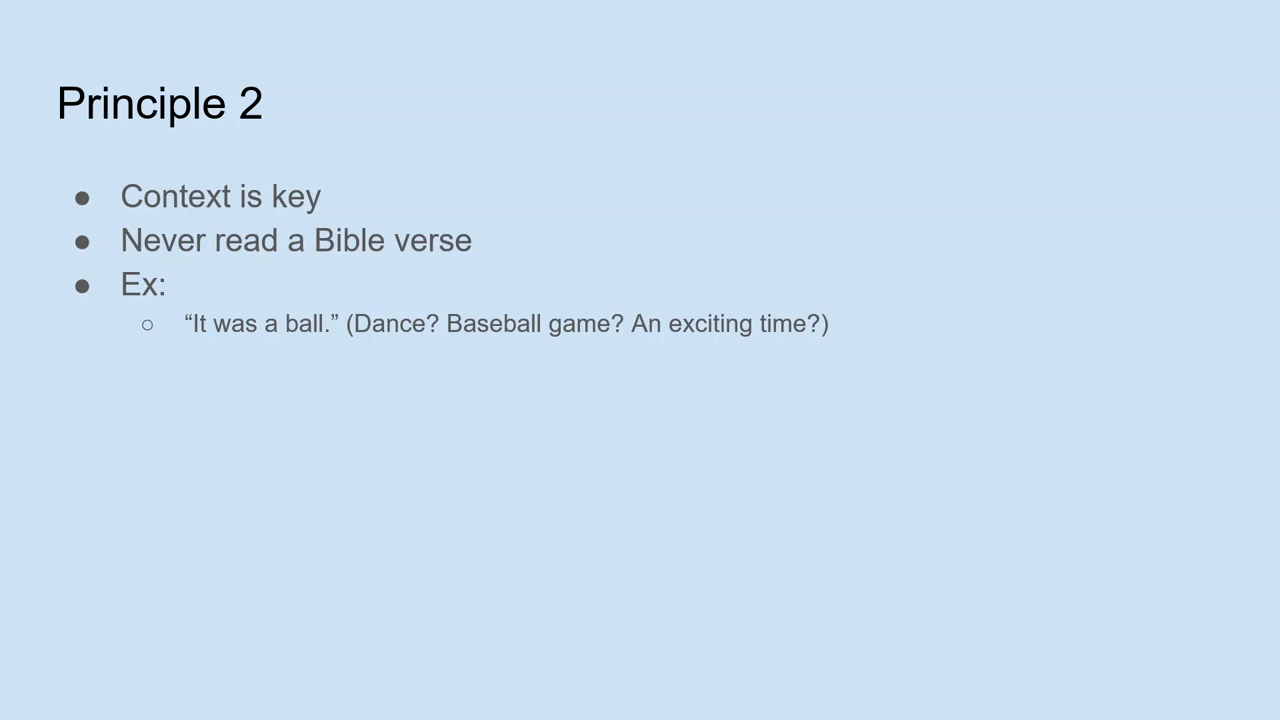 Principle 2
● Context is key
● Never read a Bible verse
● Ex:
○ “It was a ball.” (Dance? Baseball game? An exciting time?)